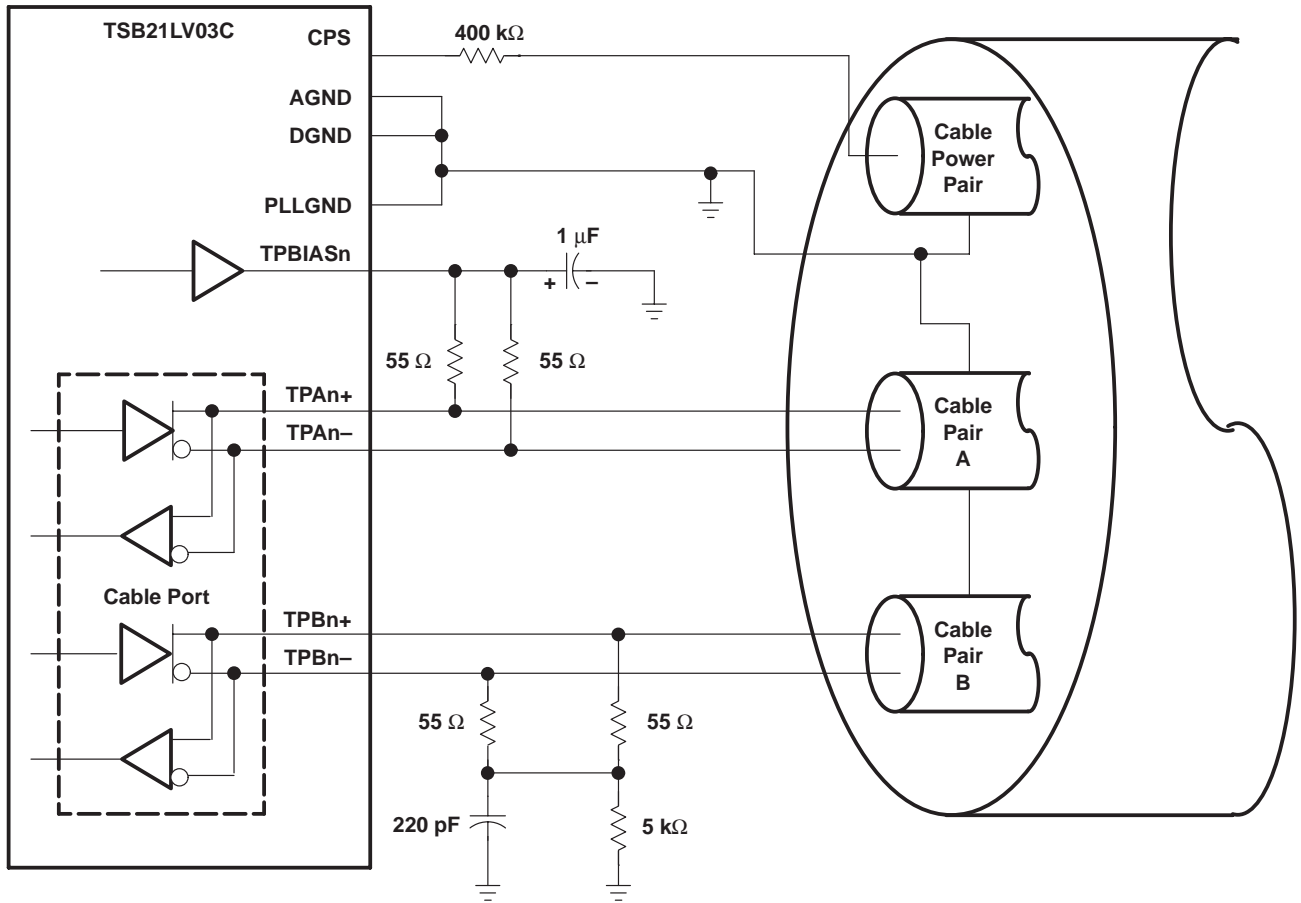 TSB21LV03C
CPS
400 kΩ
AGND
DGND
PLLGND
TPBIASn
1 μF
+
–
55 Ω
55 Ω
TPAn+
TPAn–
Cable Port
TPBn+
TPBn–
55 Ω
55 Ω
220 pF
5 kΩ
Cable
Power
Pair
Cable
Pair
A
Cable
Pair
B